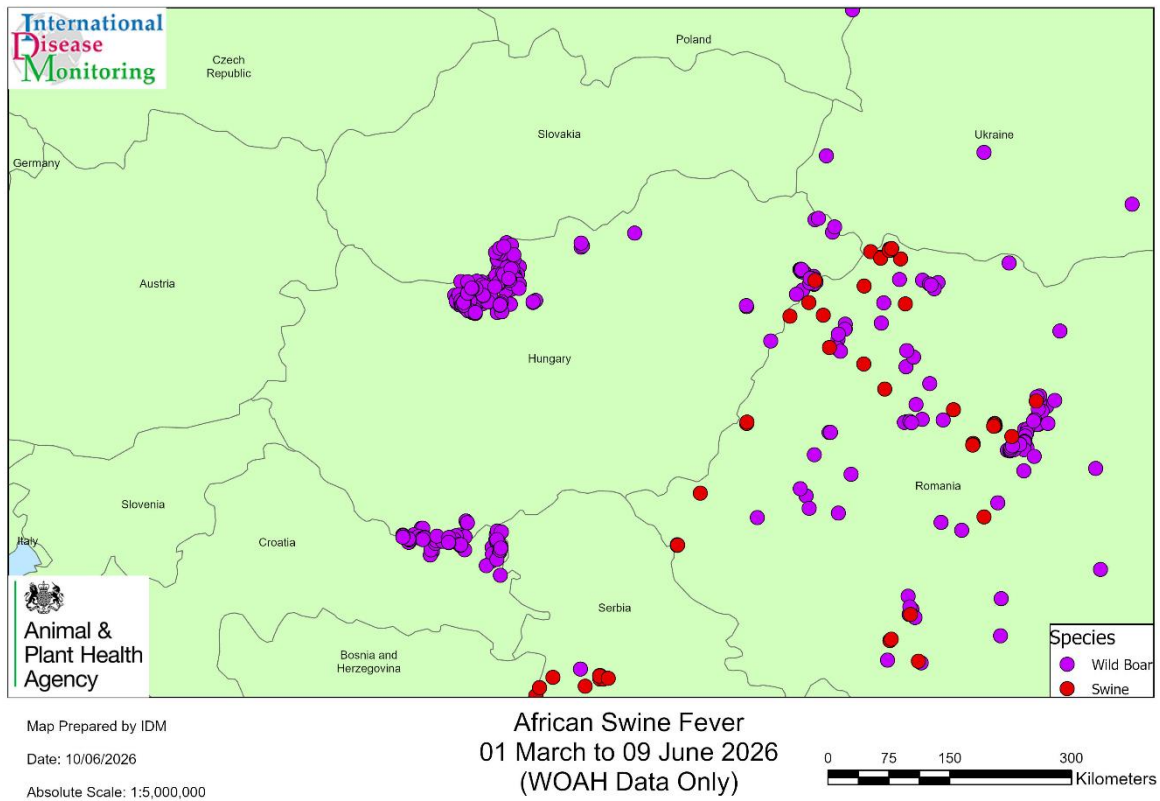 International
Disease
Monitoring
Czech
Republic
Poland
Slovakia
Ukraine
Germany
Austria
Hungary
Slovenia
Romania
Italy
Croatia
Serbia
Bosnia and
Herzegovina
Animal &
Plant Health
Agency
Species
Wild Boar
Swine
Map Prepared by IDM
Date: 10/06/2026
Absolute Scale: 1:5,000,000
African Swine Fever
01 March to 09 June 2026
(WOAH Data Only)
0 75 150 300
Kilometers